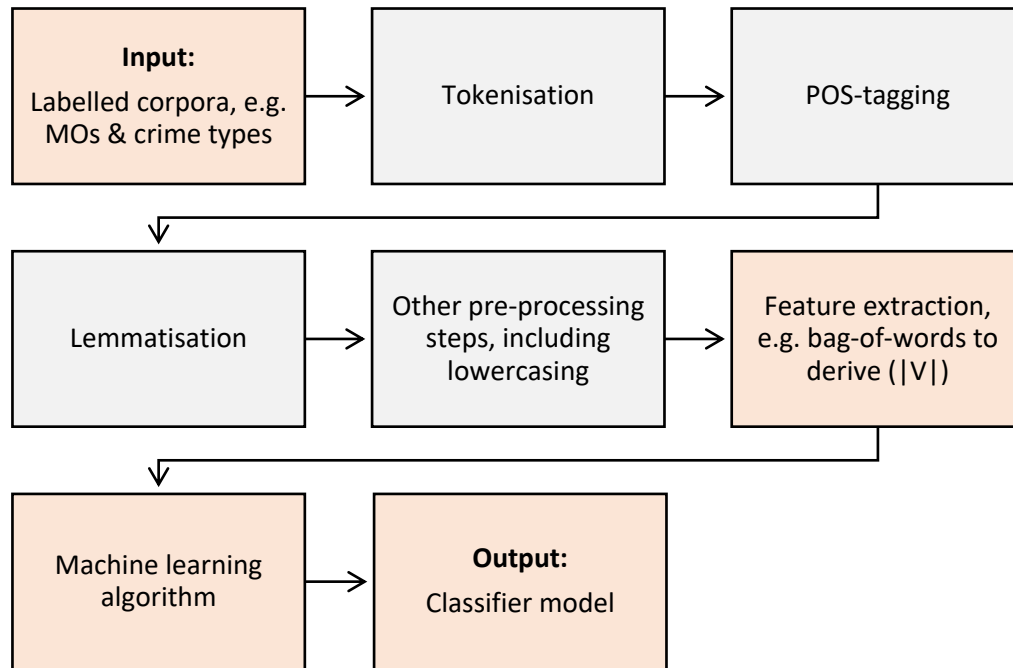 Input:
Labelled corpora, e.g.
MOs & crime types
Tokenisation
POS-tagging
Lemmatisation
Other pre-processing
steps, including
lowercasing
Feature extraction,
e.g. bag-of-words to
derive (|V|)
Machine learning
algorithm
Output:
Classifier model